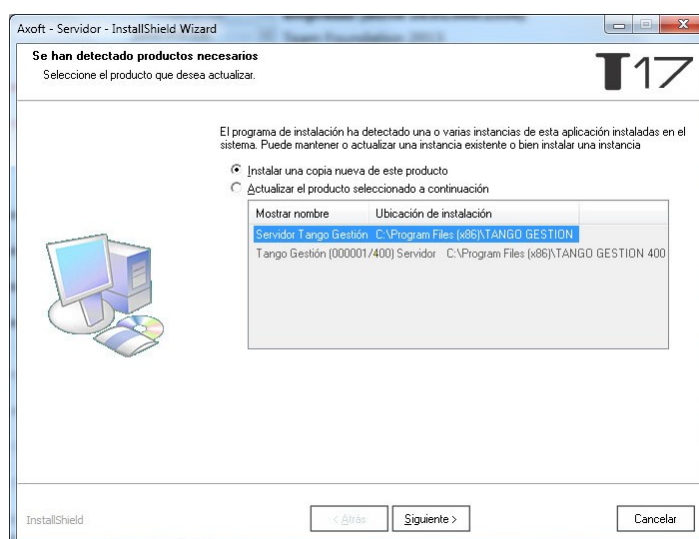 Axoft - Servidor - InstallShield Wizard
Se han detectado productos necesarios
Seleccione el producto que desea actualizar.
T17
El programa de instalación ha detectado una o varias instancias de esta aplicación instaladas en el
sistema. Puede mantener o actualizar una instancia existente o bien instalar una instancia
Instalar una copia nueva de este producto
Actualizar el producto seleccionado a continuación
Mostrar nombre Ubicación de instalación
Servidor Tango Gestión C:\Program Files (x86)\TANGO GESTION
Tango Gestión (000001/400) Servidor C:\Program Files (x86)\TANGO GESTION 400
InstallShield
< Atrás Siguiente > Cancelar